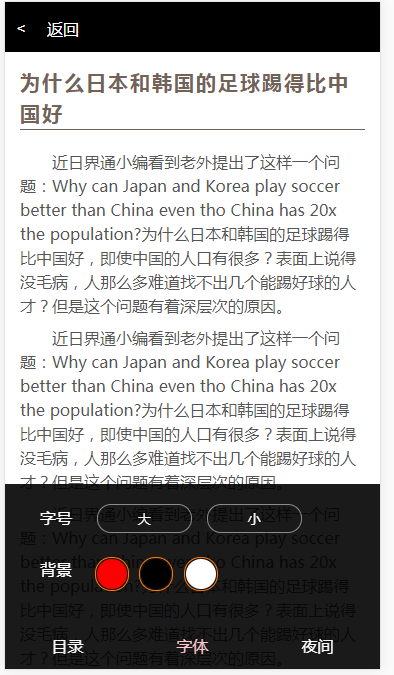 < 返回
为什么日本和韩国的足球踢得比中
国好
近日界通小编看到老外提出了这样一个问
题：Why can Japan and Korea play soccer
better than China even tho China has 20x
the population?为什么日本和韩国的足球踢得
比中国好，即使中国的人口有很多？表面上说得
没毛病，人那么多难道找不出几个能踢好球的人
才？但是这个问题有着深层次的原因。
近日界通小编看到老外提出了这样一个问
题：Why can Japan and Korea play soccer
better than China even tho China has 20x
the population?为什么日本和韩国的足球踢得
比中国好，即使中国的人口有很多？表面上说得
没毛病，人那么多难道找不出几个能踢好球的人
才？但是这个问题有着深层次的原因。
字号 大 小
背景
目录 字体 夜间